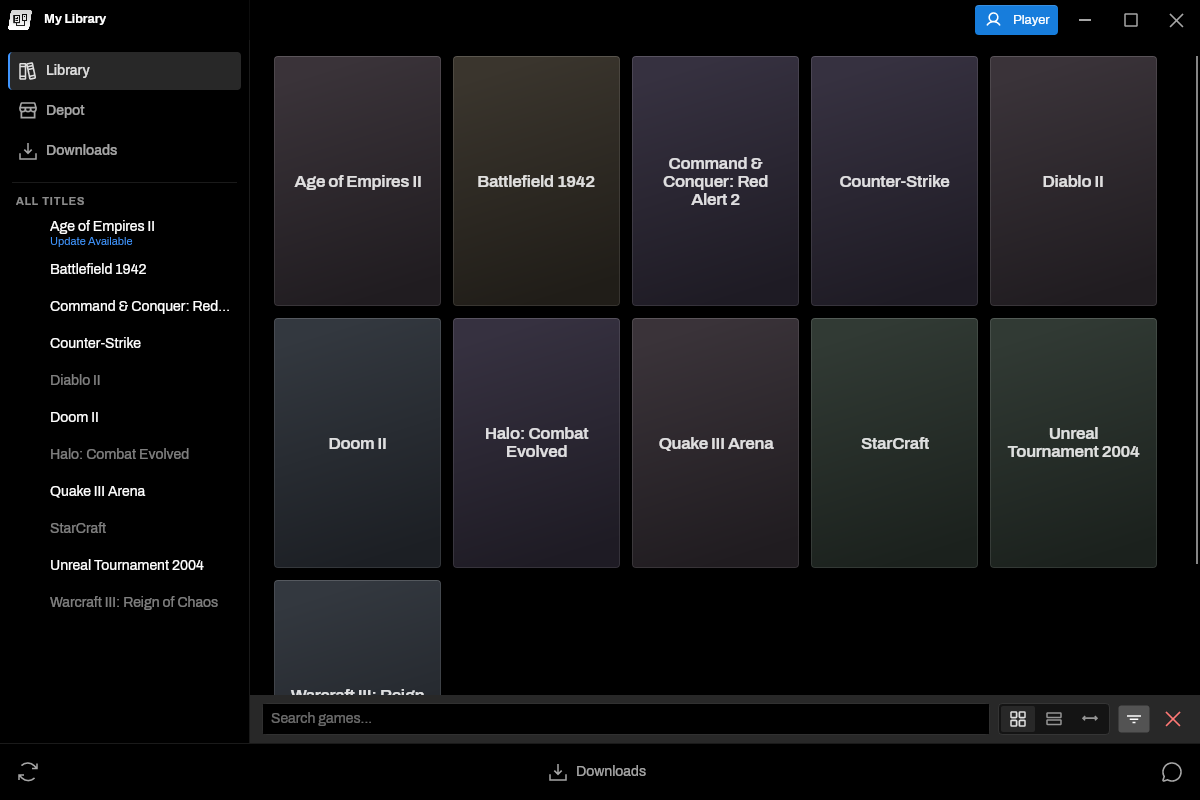 My Library
Player
Library
Depot
Downloads
ALL TITLES
Age of Empires II
Update Available
Battlefield 1942
Command & Conquer: Red...
Counter-Strike
Diablo II
Doom II
Halo: Combat Evolved
Quake III Arena
StarCraft
Unreal Tournament 2004
Warcraft III: Reign of Chaos
Age of Empires II
Battlefield 1942
Command &
Conquer: Red
Alert 2
Counter-Strike
Diablo II
Doom II
Halo: Combat
Evolved
Quake III Arena
StarCraft
Unreal
Tournament 2004
Warcraft III: Reign
Search games...
Downloads